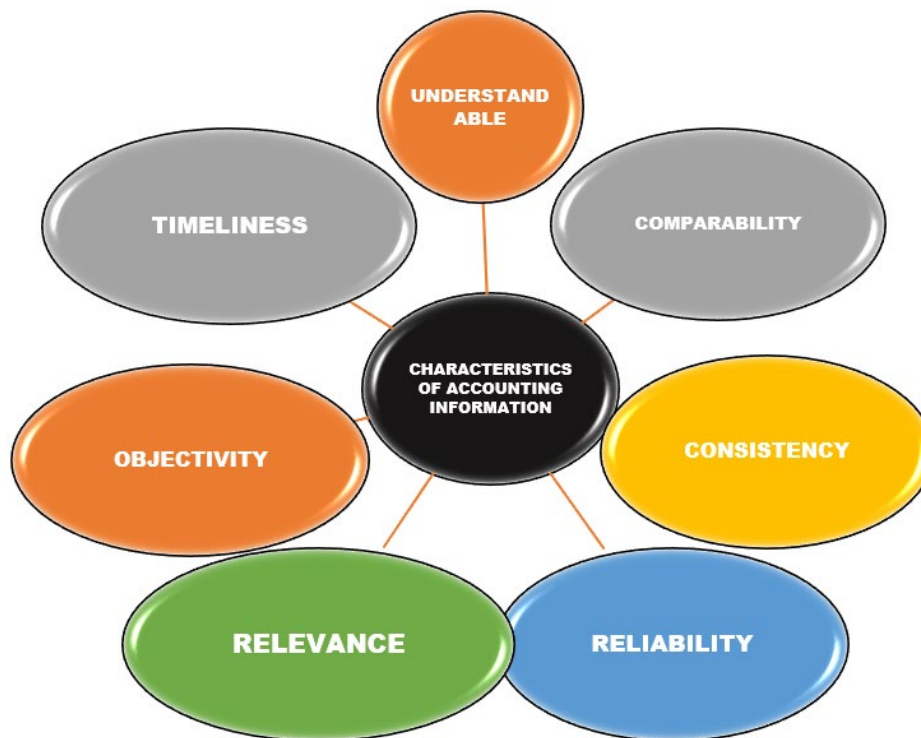 UNDERSTAND
ABLE
TIMELINESS
COMPARABILITY
CHARACTERISTICS
OF ACCOUNTING
INFORMATION
OBJECTIVITY
CONSISTENCY
RELEVANCE
RELIABILITY